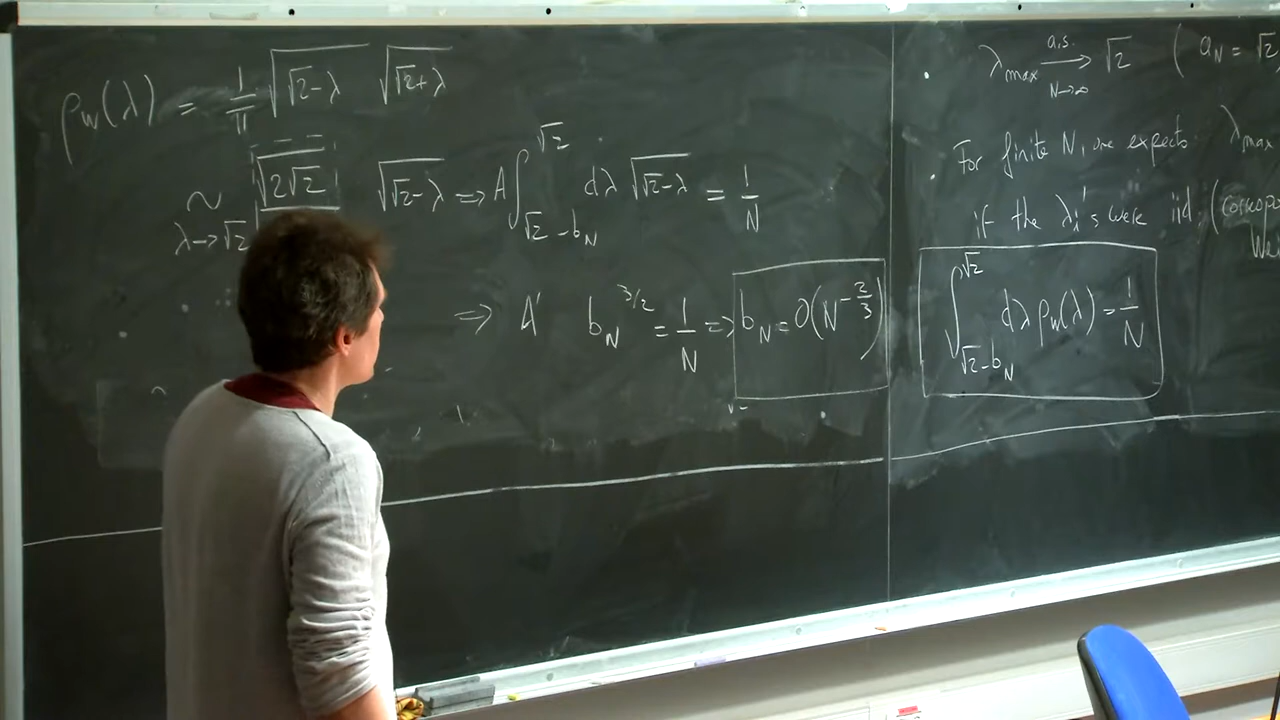 ρ_w(λ) = 1/π √(√2-λ) √(√2+λ)
∼ λ→√2 √(2√2) √(√2-λ) ⇒ A ∫_{√2-b_N}^{√2} dλ √(√2-λ) = 1/N
⇒ A' b_N^{3/2} = 1/N ⇒ b_N = O(N^{-2/3})
λ_max a.s.→ N→∞ √2 ( a_N = √2
For finite N, we expects λ_max
if the λ_i's were iid (
∫_{√2-b_N}^{√2} dλ ρ_w(λ) = 1/N